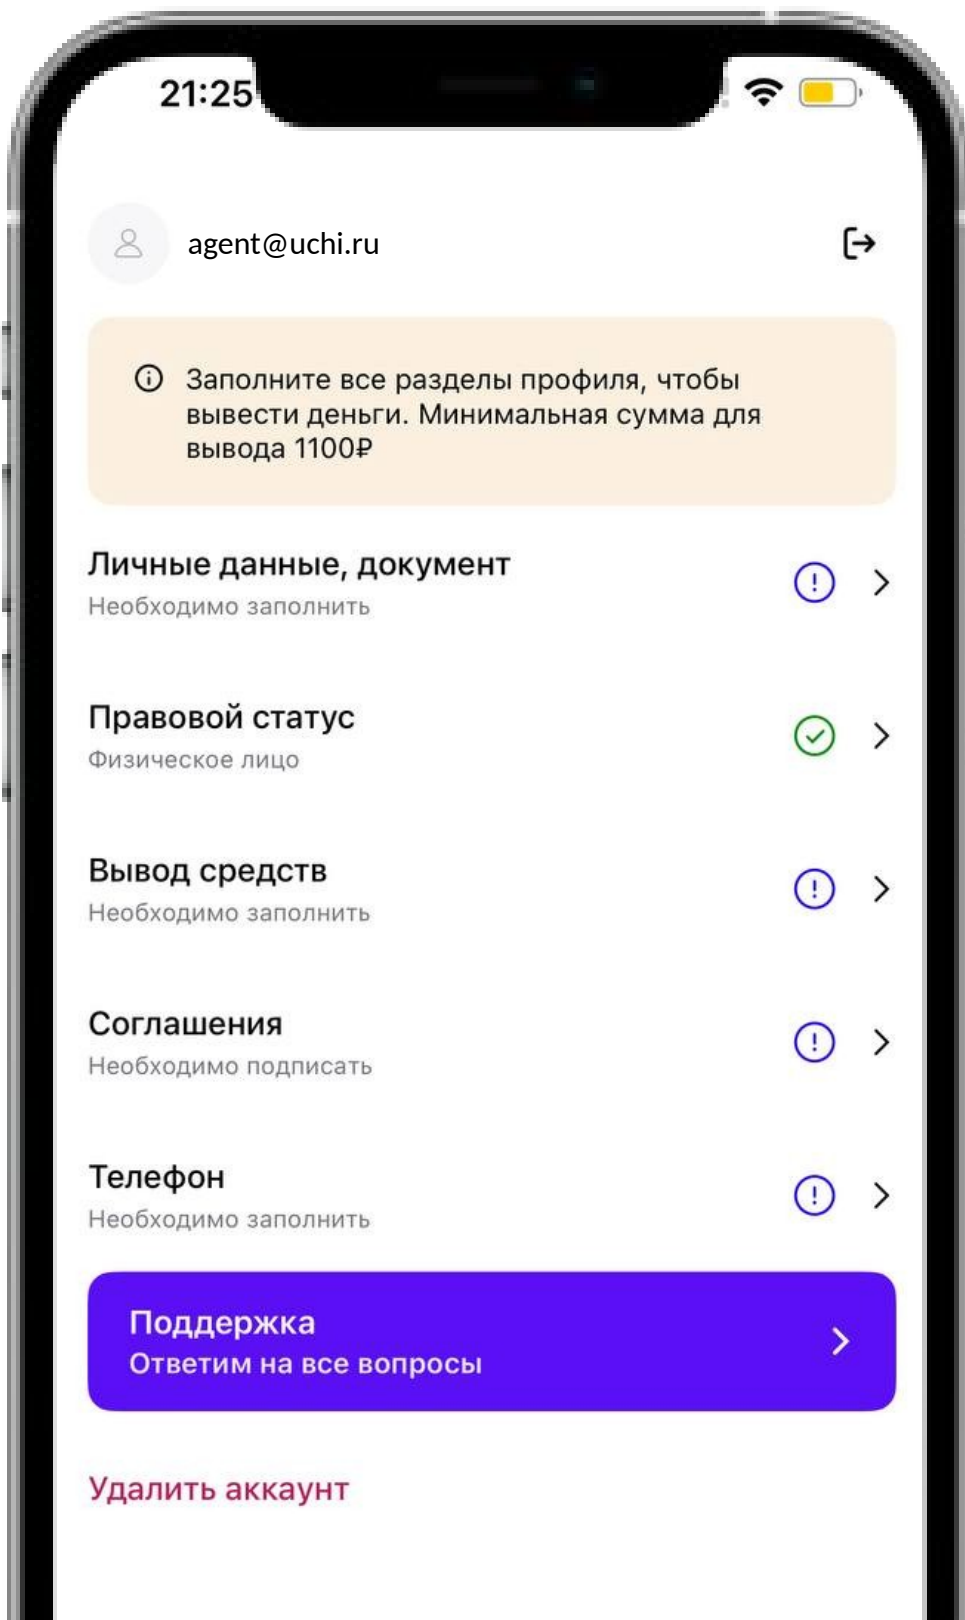 21:25
agent@uchi.ru
Заполните все разделы профиля, чтобы
вывести деньги. Минимальная сумма для
вывода 1100₽
Личные данные, документ
Необходимо заполнить
Правовой статус
Физическое лицо
Вывод средств
Необходимо заполнить
Соглашения
Необходимо подписать
Телефон
Необходимо заполнить
Поддержка
Ответим на все вопросы
Удалить аккаунт